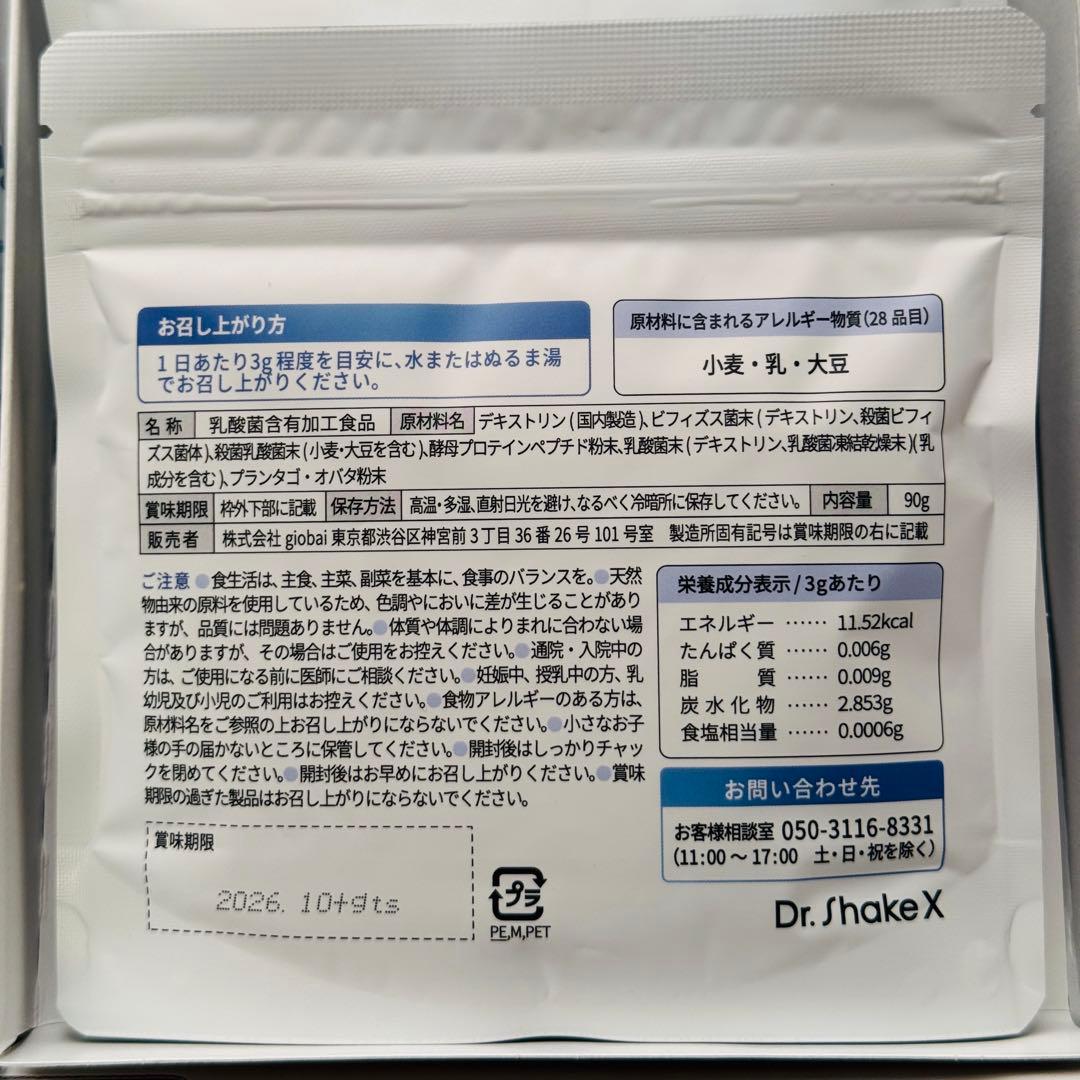 お召し上がり方
1日あたり3g程度を目安に、水またはぬるま湯
でお召し上がりください。
原材料に含まれるアレルギー物質(28品目)
小麦・乳・大豆
名称 乳酸菌含有加工食品 原材料名 デキストリン(国内製造)、ビフィズス菌末(デキストリン、殺菌ビフィ
ズス菌体)、殺菌乳酸菌末(小麦・大豆を含む)、酵母プロテインペプチド粉末、乳酸菌末(デキストリン、乳酸菌凍結乾燥末)(乳
成分を含む)、プランタゴ・オバタ粉末
賞味期限 枠外下部に記載 保存方法 高温・多湿、直射日光を避け、なるべく冷暗所に保存してください。 内容量 90g
販売者 株式会社giobai 東京都渋谷区神宮前3丁目36番26号101号室 製造所固有記号は賞味期限の右に記載
ご注意 ●食生活は、主食、主菜、副菜を基本に、食事のバランスを。●天然
物由来の原料を使用しているため、色調やにおいに差が生じることがあり
ますが、品質には問題ありません。●体質や体調によりまれに合わない場
合がありますが、その場合はご使用をお控えください。●通院・入院中の
方は、ご使用になる前に医師にご相談ください。●妊娠中、授乳中の方、乳
幼児及び小児のご利用はお控えください。●食物アレルギーのある方は、
原材料名をご参照の上お召し上がりにならないでください。●小さなお子
様の手の届かないところに保管してください。●開封後はしっかりチャッ
クを閉めてください。●開封後はお早めにお召し上がりください。●賞味
期限の過ぎた製品はお召し上がりにならないでください。
栄養成分表示/3gあたり
エネルギー …… 11.52kcal
たんぱく質 …… 0.006g
脂質 …… 0.009g
炭水化物 …… 2.853g
食塩相当量 …… 0.0006g
お問い合わせ先
お客様相談室 050-3116-8331
(11:00～17:00 土・日・祝を除く)
賞味期限
2026.10+gts
プラ
PE,M,PET
Dr.Shake X